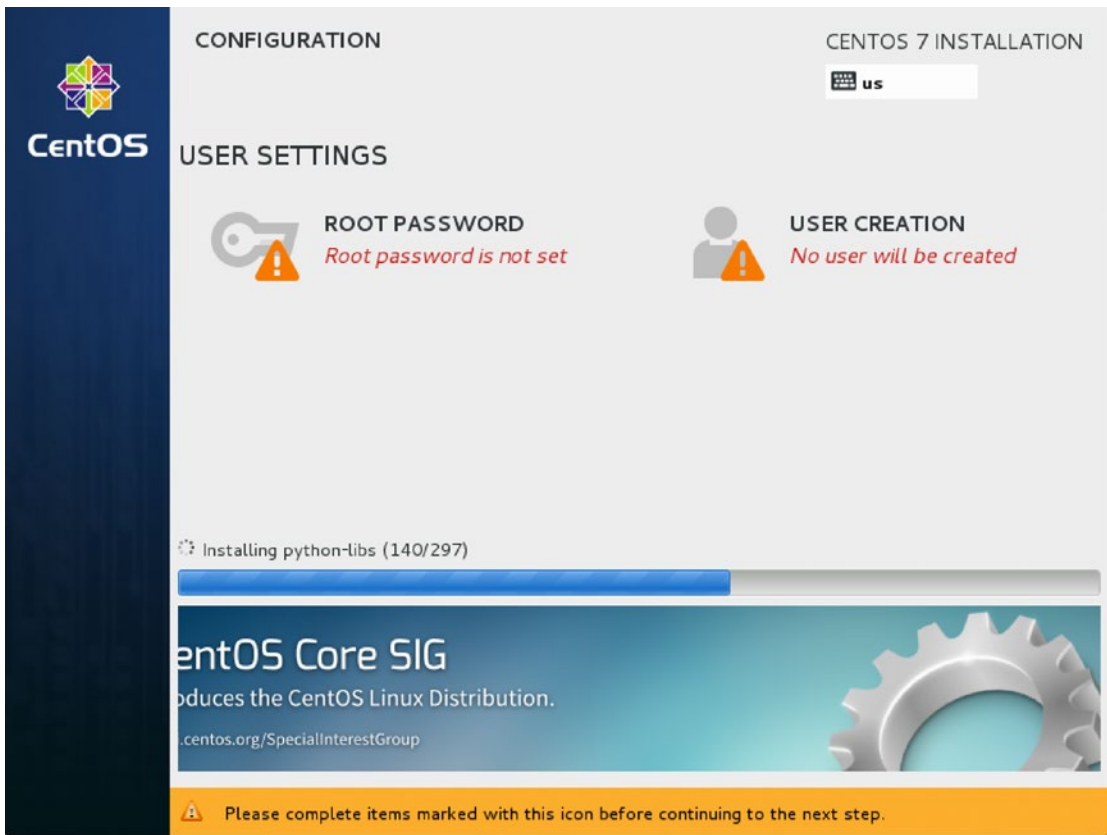 CONFIGURATION
CENTOS 7 INSTALLATION
us
CentOS
USER SETTINGS
ROOT PASSWORD
Root password is not set
USER CREATION
No user will be created
Installing python-libs (140/297)
entOS Core SIG
oduces the CentOS Linux Distribution.
.centos.org/SpecialInterestGroup
Please complete items marked with this icon before continuing to the next step.